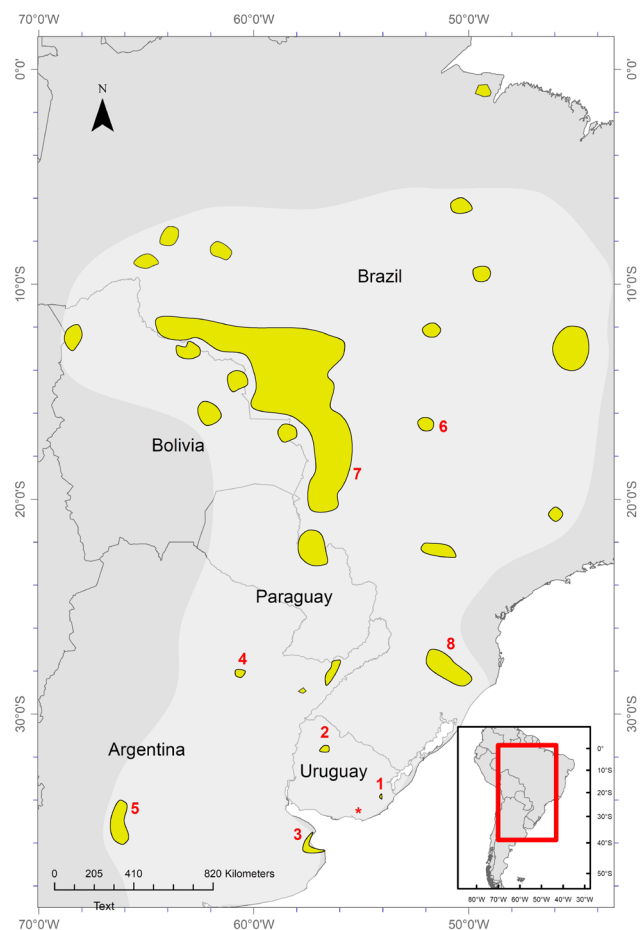 70°0'W 60°0'W 50°0'W
0°0' 0°0'
N
Brazil
10°0'S 10°0'S
6
Bolivia
7
20°0'S 20°0'S
Paraguay
8
4
30°0'S 30°0'S
2
Argentina
Uruguay
1
*
5
3
0 205 410 820 Kilometers
Text
70°0'W 60°0'W 50°0'W
0°
10°S
20°S
30°S
40°S
50°S
80°W 70°W 60°W 50°W 40°W 30°W